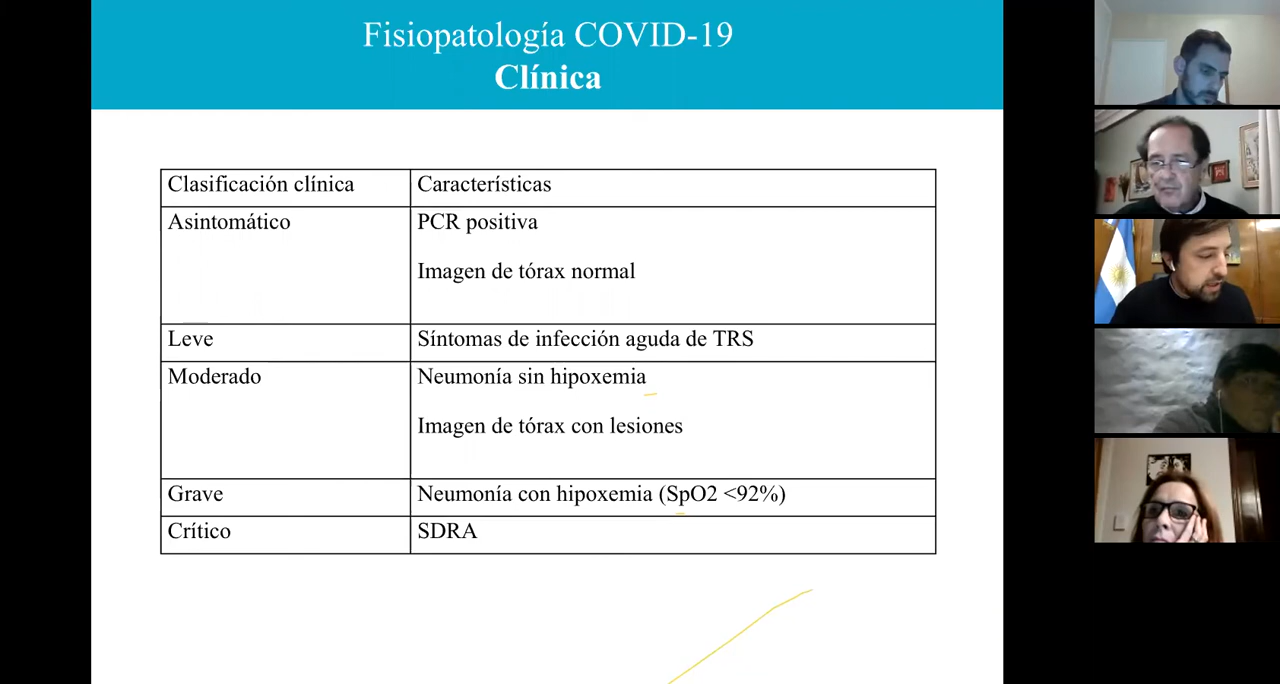 Fisiopatología COVID-19
Clínica
Clasificación clínica
Características
Asintomático
PCR positiva
Imagen de tórax normal
Leve
Síntomas de infección aguda de TRS
Moderado
Neumonía sin hipoxemia
Imagen de tórax con lesiones
Grave
Neumonía con hipoxemia (SpO2 <92%)
Crítico
SDRA